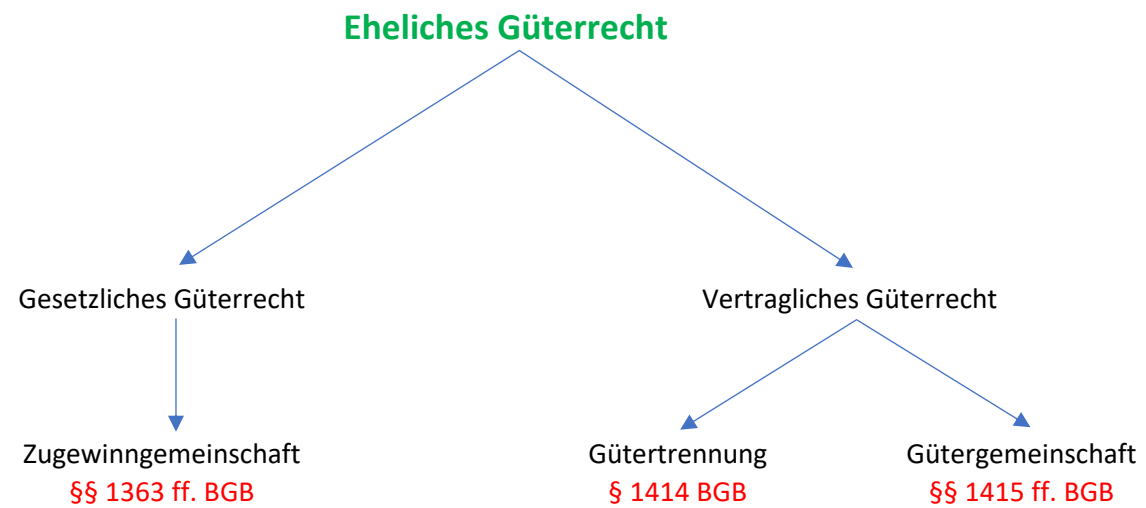 Eheliches Güterrecht
Gesetzliches Güterrecht
Vertragliches Güterrecht
Zugewinngemeinschaft
§§ 1363 ff. BGB
Gütertrennung
§ 1414 BGB
Gütergemeinschaft
§§ 1415 ff. BGB